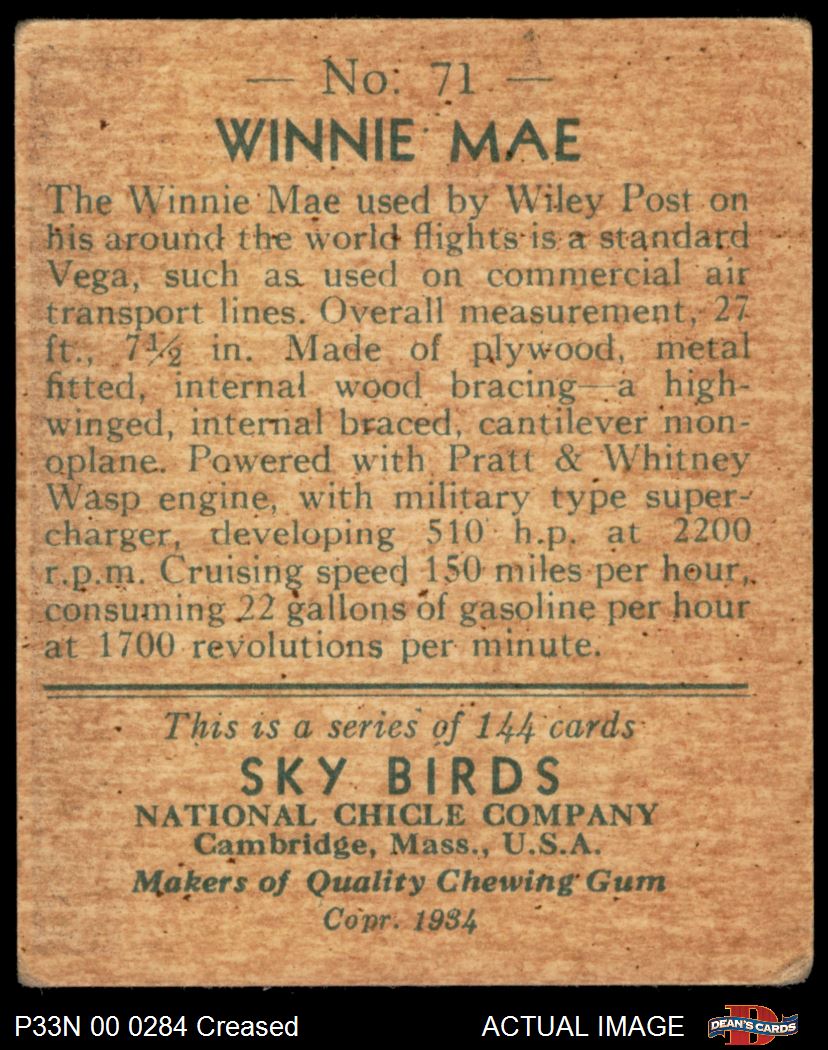 — No. 71 —
WINNIE MAE
The Winnie Mae used by Wiley Post on
his around the world flights is a standard
Vega, such as used on commercial air
transport lines. Overall measurement, 27
ft., 7½ in. Made of plywood, metal
fitted, internal wood bracing—a high-
winged, internal braced, cantilever mon-
oplane. Powered with Pratt & Whitney
Wasp engine, with military type super-
charger, developing 510 h.p. at 2200
r.p.m. Cruising speed 150 miles per hour,
consuming 22 gallons of gasoline per hour
at 1700 revolutions per minute.
This is a series of 144 cards
SKY BIRDS
NATIONAL CHICLE COMPANY
Cambridge, Mass., U.S.A.
Makers of Quality Chewing Gum
Copr. 1934
P33N 00 0284 Creased
ACTUAL IMAGE
DEAN'S CARDS